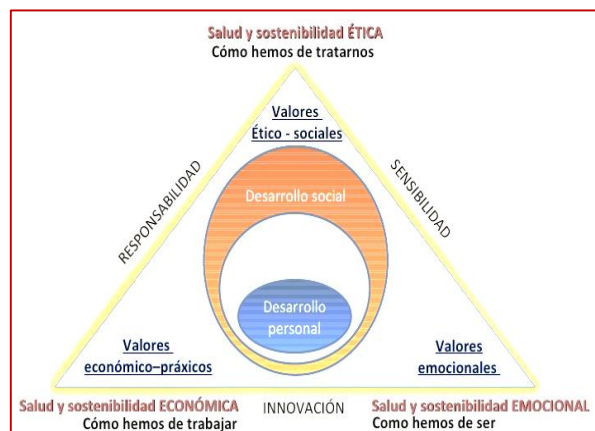 Salud y sostenibilidad ÉTICA
Cómo hemos de tratarnos
Valores
Ético - sociales
RESPONSABILIDAD
SENSIBILIDAD
Desarrollo social
Desarrollo
personal
Valores
económico–práxicos
Valores
emocionales
Salud y sostenibilidad ECONÓMICA
Cómo hemos de trabajar
INNOVACIÓN
Salud y sostenibilidad EMOCIONAL
Como hemos de ser